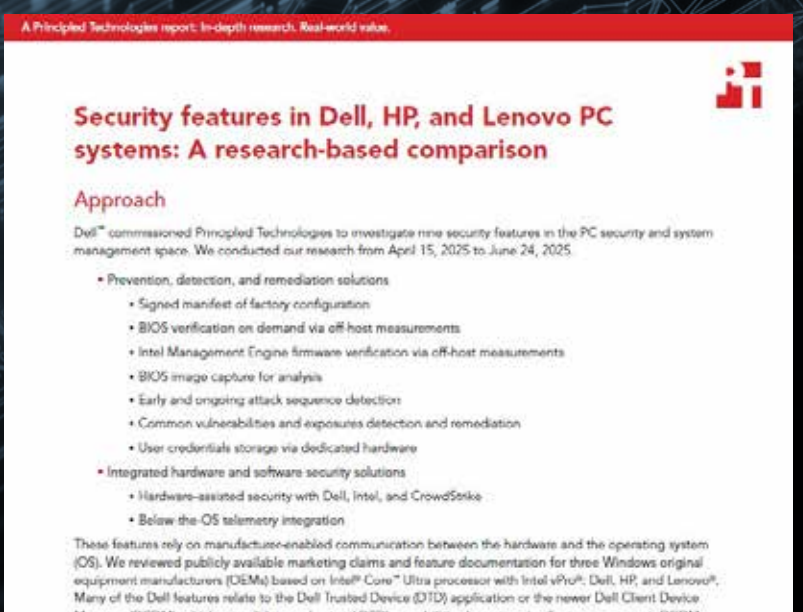 A Principled Technologies report: In-depth research. Real-world value.
Security features in Dell, HP, and Lenovo PC
systems: A research-based comparison
Approach
Dell™ commissioned Principled Technologies to investigate nine security features in the PC security and system
management space. We conducted our research from April 15, 2025 to June 24, 2025.
• Prevention, detection, and remediation solutions
• Signed manifest of factory configuration
• BIOS verification on demand via off-host measurements
• Intel Management Engine firmware verification via off-host measurements
• BIOS image capture for analysis
• Early and ongoing attack sequence detection
• Common vulnerabilities and exposures detection and remediation
• User credentials storage via dedicated hardware
• Integrated hardware and software security solutions
• Hardware-assisted security with Dell, Intel, and CrowdStrike
• Below-the-OS telemetry integration
These features rely on manufacturer-enabled communication between the hardware and the operating system
(OS). We reviewed publicly available marketing claims and feature documentation for three Windows original
equipment manufacturers (OEMs) based on Intel® Core™ Ultra processor with Intel vPro®: Dell, HP, and Lenovo®.
Many of the Dell features relate to the Dell Trusted Device (DTD) application or the newer Dell Client Device